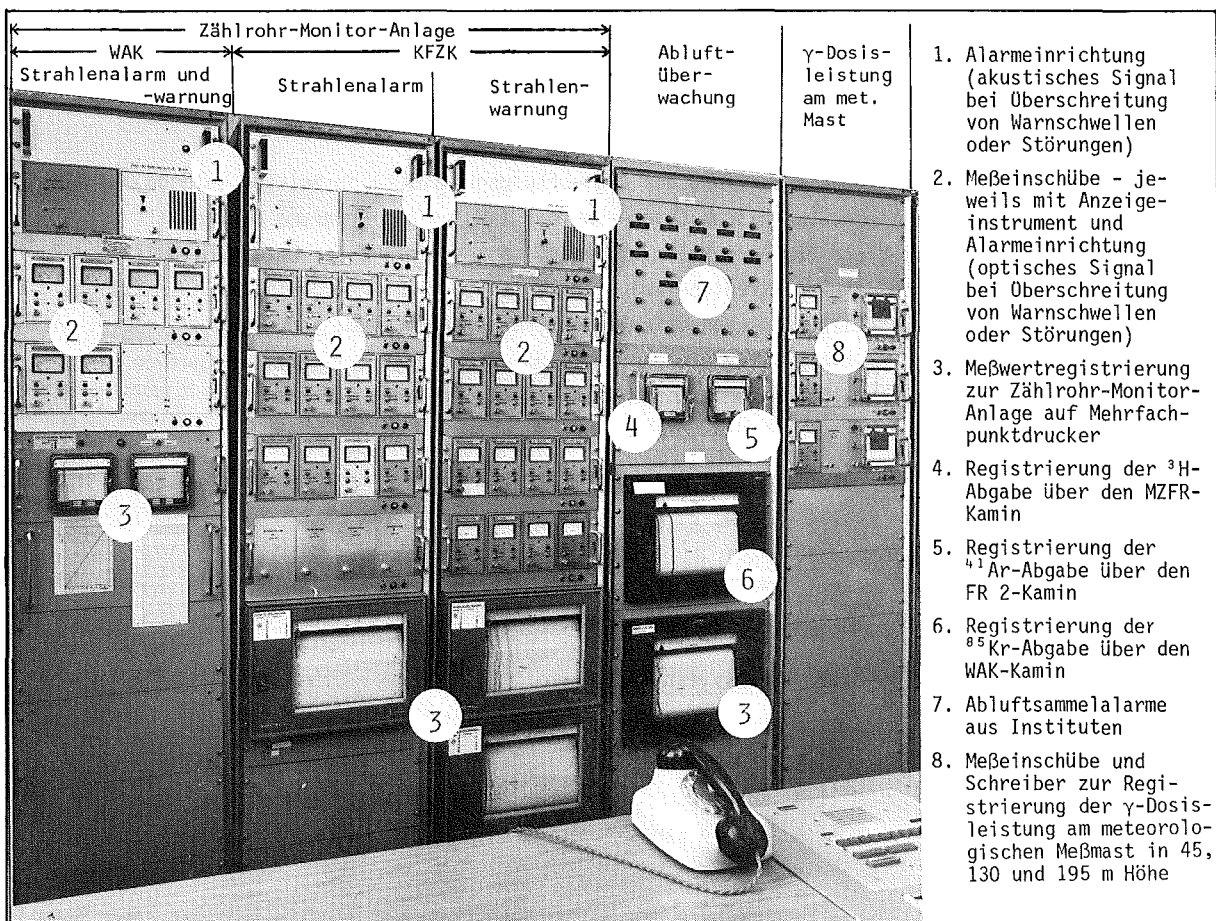 Zählrohr-Monitor-Anlage
WAK
KFZK
Strahlenalarm und
-warnung
Strahlenalarm
Strahlen-
warnung
Abluft-
über-
wachung
γ-Dosis-
leistung
am met.
Mast
1
1
1
2
2
2
7
8
4
5
3
6
3
3
1. Alarmeinrichtung
(akustisches Signal
bei Überschreitung
von Warnschwellen
oder Störungen)
2. Meßeinschübe - je-
weils mit Anzeige-
instrument und
Alarmeinrichtung
(optisches Signal
bei Überschreitung
von Warnschwellen
oder Störungen)
3. Meßwertregistrierung
zur Zählrohr-Monitor-
Anlage auf Mehrfach-
punktdrucker
4. Registrierung der ³H-
Abgabe über den MZFR-
Kamin
5. Registrierung der
⁴¹Ar-Abgabe über den
FR 2-Kamin
6. Registrierung der
⁸⁵Kr-Abgabe über den
WAK-Kamin
7. Abluftsammelalarme
aus Instituten
8. Meßeinschübe und
Schreiber zur Regi-
strierung der γ-Dosis-
leistung am meteorolo-
gischen Meßmast in 45,
130 und 195 m Höhe